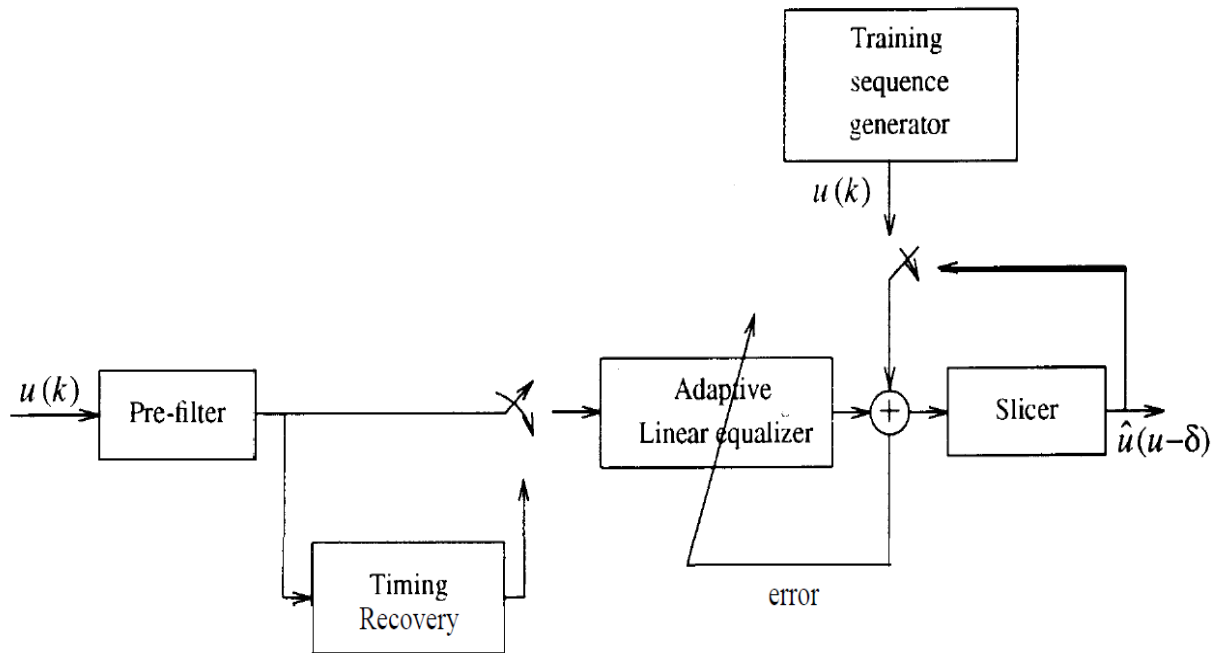 Training
sequence
generator
u(k)
u(k)
Pre-filter
Adaptive
Linear equalizer
+
Slicer
û(u−δ)
Timing
Recovery
error